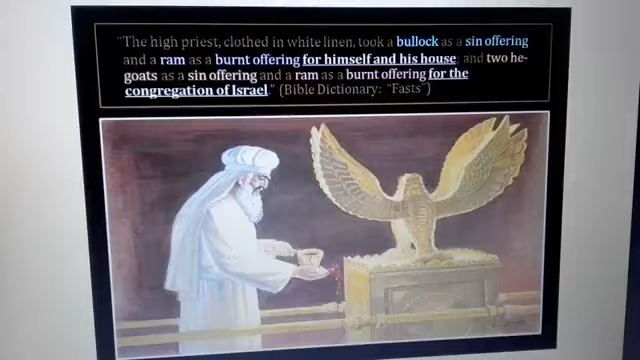 “The high priest, clothed in white linen, took a bullock as a sin offering
and a ram as a burnt offering for himself and his house; and two he-
goats as a sin offering and a ram as a burnt offering for the
congregation of Israel.” (Bible Dictionary: “Fasts”)